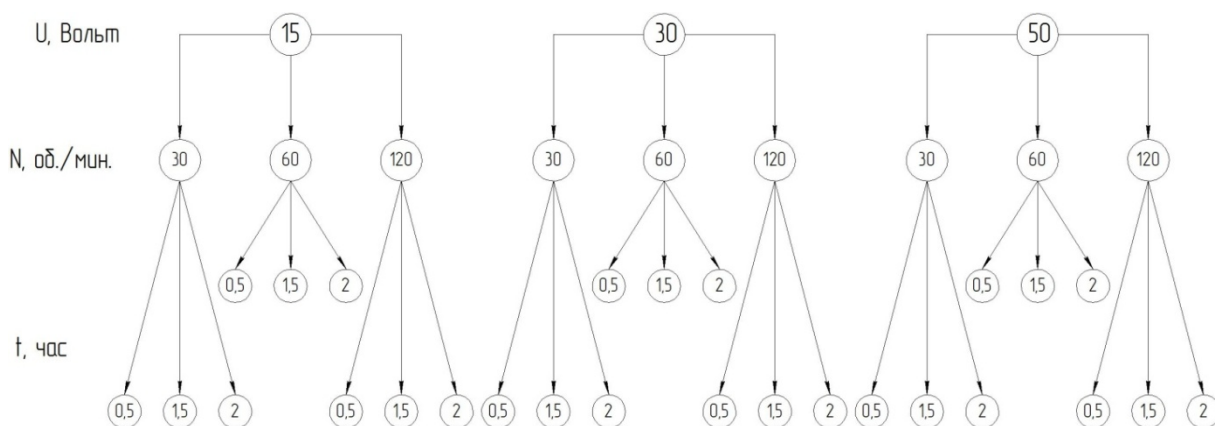 U, Вольт 15 30 50
N, об./мин. 30 60 120 30 60 120 30 60 120
0,5 1,5 2 0,5 1,5 2 0,5 1,5 2
t, час
0,5 1,5 2 0,5 1,5 2 0,5 1,5 2 0,5 1,5 2 0,5 1,5 2 0,5 1,5 2